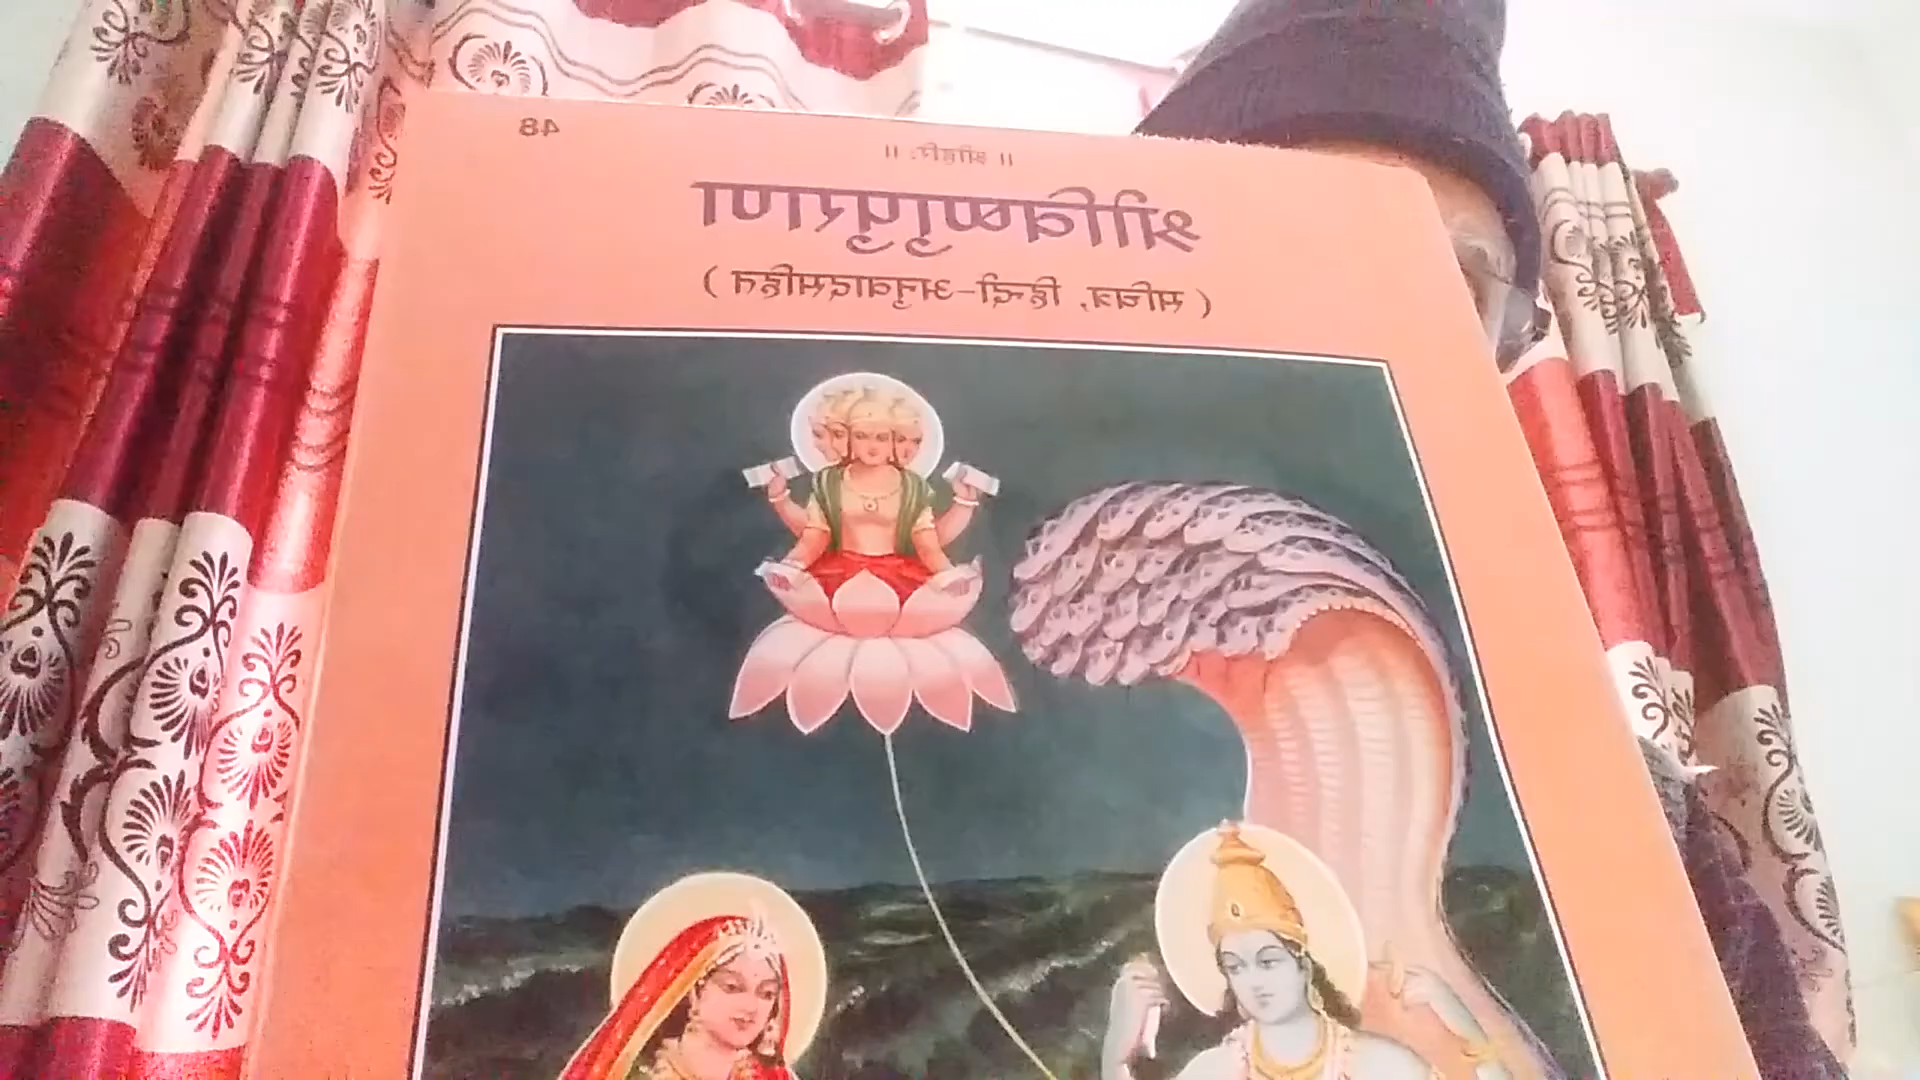 48
॥ श्रीहरिः ॥
श्रीविष्णुपुराण
( सचित्र, हिन्दी-अनुवादसहित )